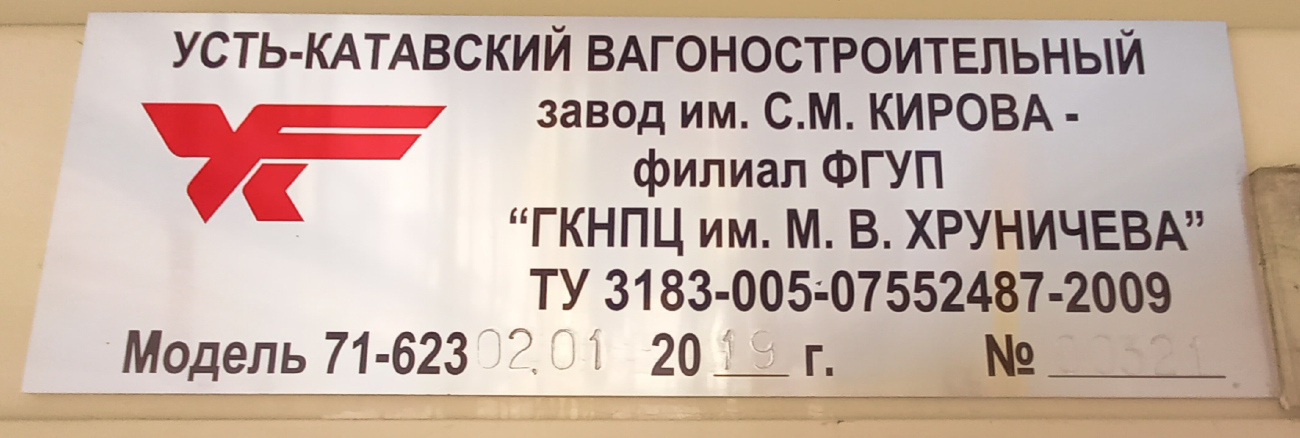 УСТЬ-КАТАВСКИЙ ВАГОНОСТРОИТЕЛЬНЫЙ
завод им. С.М. КИРОВА -
филиал ФГУП
“ГКНПЦ им. М. В. ХРУНИЧЕВА”
ТУ 3183-005-07552487-2009
Модель 71-623 02.01 2019 г. № 00321